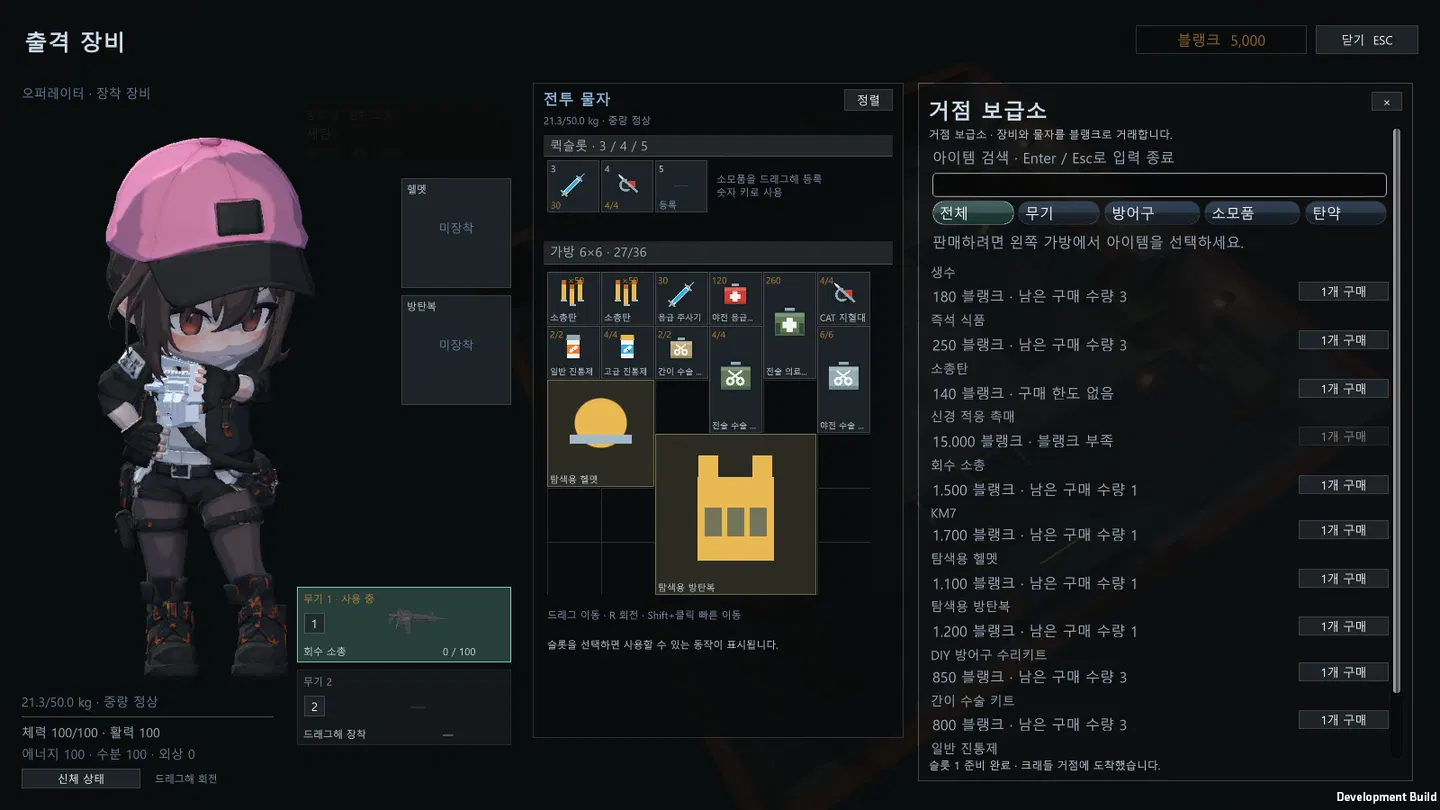 출격 장비
블랭크 5,000
닫기 ESC
오퍼레이터 · 장착 장비
헬멧
미장착
방탄복
미장착
무기 1 · 사용 중
1
회수 소총
0 / 100
무기 2
2
드래그해 장착
21.3/50.0 kg · 중량 정상
체력 100/100 · 활력 100
에너지 100 · 수분 100 · 외상 0
신체 상태
드래그해 회전
전투 물자
정렬
21.3/50.0 kg · 중량 정상
퀵슬롯 · 3 / 4 / 5
3
30
4
4/4
5
등록
소모품을 드래그해 등록
숫자 키로 사용
가방 6×6 · 27/36
×50
소총탄
×50
소총탄
30
응급 주사기
120
야전 응급...
260
전술 의료...
4/4
CAT 지혈대
2/2
일반 진통제
4/4
고급 진통제
2/2
간이 수술 ...
4/4
전술 수술 ...
6/6
야전 수술 ...
탐색용 헬멧
탐색용 방탄복
드래그 이동 · R 회전 · Shift+클릭 빠른 이동
슬롯을 선택하면 사용할 수 있는 동작이 표시됩니다.
거점 보급소
×
거점 보급소 · 장비와 물자를 블랭크로 거래합니다.
아이템 검색 · Enter / Esc로 입력 종료
전체
무기
방어구
소모품
탄약
판매하려면 왼쪽 가방에서 아이템을 선택하세요.
생수
180 블랭크 · 남은 구매 수량 3
1개 구매
즉석 식품
250 블랭크 · 남은 구매 수량 3
1개 구매
소총탄
140 블랭크 · 구매 한도 없음
1개 구매
신경 적응 촉매
15,000 블랭크 · 블랭크 부족
1개 구매
회수 소총
1,500 블랭크 · 남은 구매 수량 1
1개 구매
KM7
1,700 블랭크 · 남은 구매 수량 1
1개 구매
탐색용 헬멧
1,100 블랭크 · 남은 구매 수량 1
1개 구매
탐색용 방탄복
1,200 블랭크 · 남은 구매 수량 1
1개 구매
DIY 방어구 수리키트
850 블랭크 · 남은 구매 수량 3
1개 구매
간이 수술 키트
800 블랭크 · 남은 구매 수량 3
1개 구매
일반 진통제
슬롯 1 준비 완료 · 크래들 거점에 도착했습니다.
Development Build